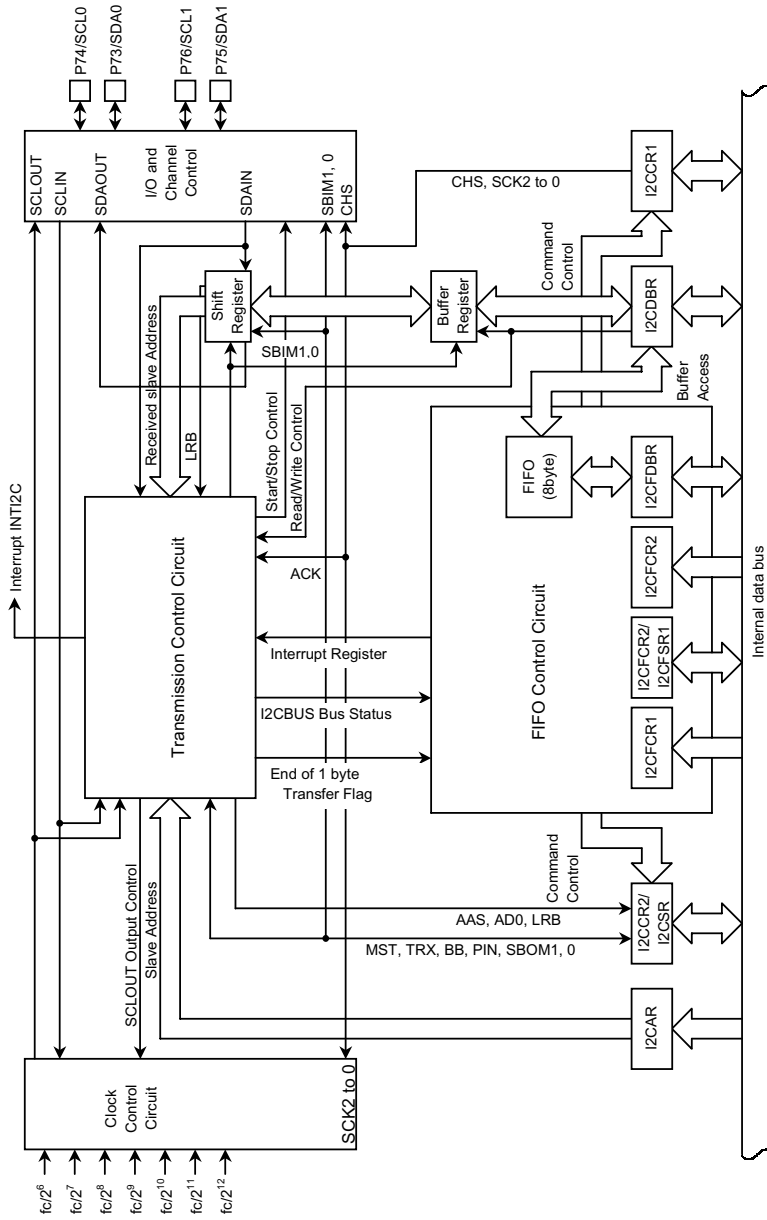 P74/SCL0
P73/SDA0
P76/SCL1
P75/SDA1
SCLOUT
SCLIN
SDAOUT
I/O and
Channel
Control
SDAIN
SBIM1, 0
CHS
CHS, SCK2 to 0
I2CCR1
Received slave Address
LRB
Shift
Register
SBIM1,0
Buffer
Register
Command
Control
I2CDBR
Start/Stop Control
Read/Write Control
Buffer
Access
Interrupt INTI2C
Transmission Control Circuit
ACK
Interrupt Register
I2CBUS Bus Status
End of 1 byte
Transfer Flag
FIFO
(8byte)
FIFO Control Circuit
I2CFDBR
I2CFCR2
I2CFCR2/
I2CFSR1
I2CFCR1
Internal data bus
SCLOUT Output Control
Slave Address
Command
Control
AAS, AD0, LRB
MST, TRX, BB, PIN, SBOM1, 0
I2CCR2/
I2CSR
I2CAR
Clock
Control
Circuit
SCK2 to 0
fc/2⁶
fc/2⁷
fc/2⁸
fc/2⁹
fc/2¹⁰
fc/2¹¹
fc/2¹²